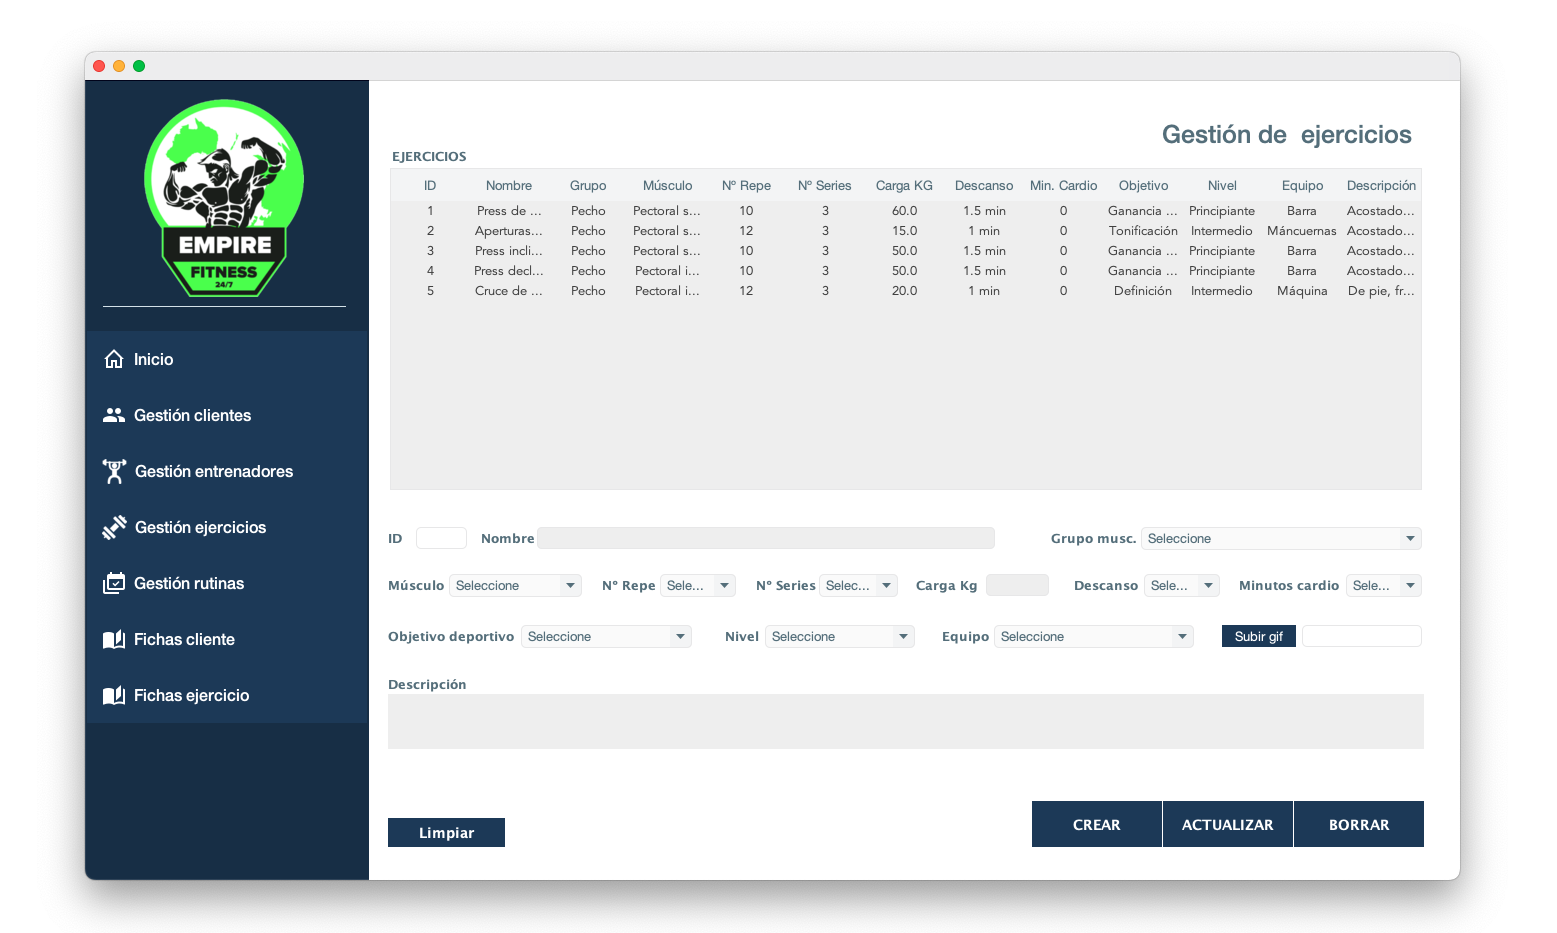 EMPIRE
FITNESS
24/7
Inicio
Gestión clientes
Gestión entrenadores
Gestión ejercicios
Gestión rutinas
Fichas cliente
Fichas ejercicio
Gestión de ejercicios
EJERCICIOS
ID Nombre Grupo Músculo Nº Repe Nº Series Carga KG Descanso Min. Cardio Objetivo Nivel Equipo Descripción
1 Press de ... Pecho Pectoral s... 10 3 60.0 1.5 min 0 Ganancia ... Principiante Barra Acostado...
2 Aperturas... Pecho Pectoral s... 12 3 15.0 1 min 0 Tonificación Intermedio Máncuernas Acostado...
3 Press incli... Pecho Pectoral s... 10 3 50.0 1.5 min 0 Ganancia ... Principiante Barra Acostado...
4 Press decl... Pecho Pectoral i... 10 3 50.0 1.5 min 0 Ganancia ... Principiante Barra Acostado...
5 Cruce de ... Pecho Pectoral i... 12 3 20.0 1 min 0 Definición Intermedio Máquina De pie, fr...
ID Nombre Grupo musc. Seleccione
Músculo Seleccione Nº Repe Sele... Nº Series Selec... Carga Kg Descanso Sele... Minutos cardio Sele...
Objetivo deportivo Seleccione Nivel Seleccione Equipo Seleccione Subir gif
Descripción
Limpiar CREAR ACTUALIZAR BORRAR